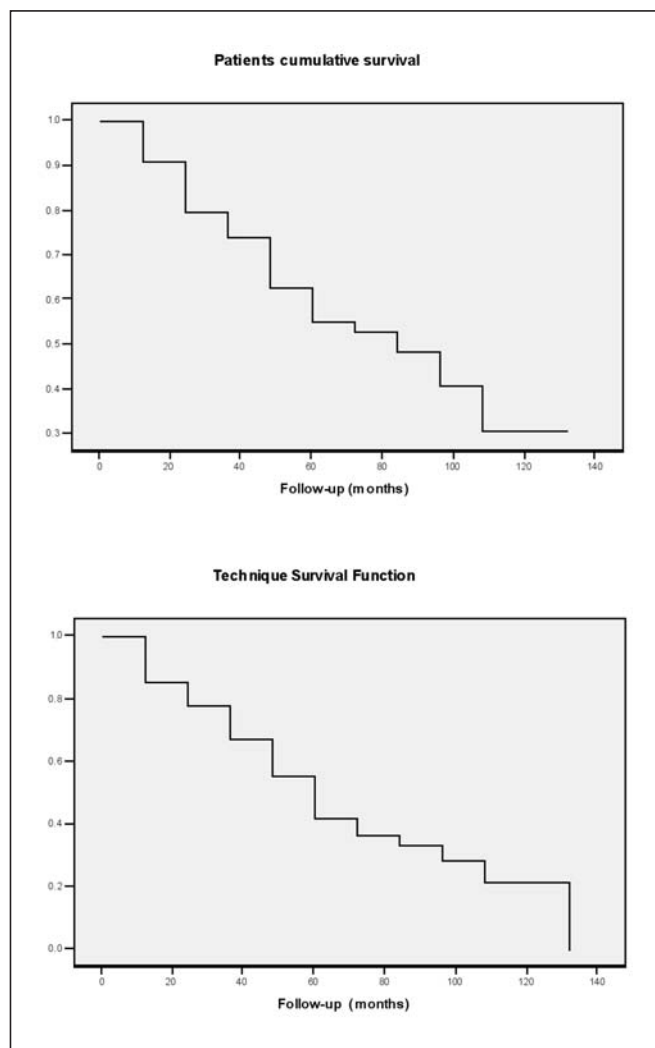 Patients cumulative survival
1.0
0.9
0.8
0.7
0.6
0.5
0.4
0.3
0 20 40 60 80 100 120 140
Follow-up (months)
Technique Survival Function
1.0
0.8
0.6
0.4
0.2
0.0
0 20 40 60 80 100 120 140
Follow-up (months)